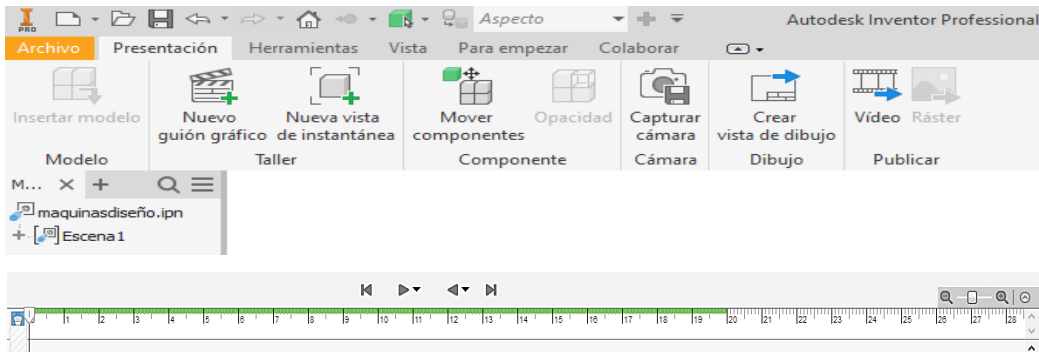 PRO Aspecto Autodesk Inventor Professional
Archivo Presentación Herramientas Vista Para empezar Colaborar
Insertar modelo Nuevo guión gráfico Nueva vista de instantánea Mover componentes Opacidad Capturar cámara Crear vista de dibujo Vídeo Ráster
Modelo Taller Componente Cámara Dibujo Publicar
M...
maquinasdiseño.ipn
Escena1
1 2 3 4 5 6 7 8 9 10 11 12 13 14 15 16 17 18 19 20 21 22 23 24 25 26 27 28